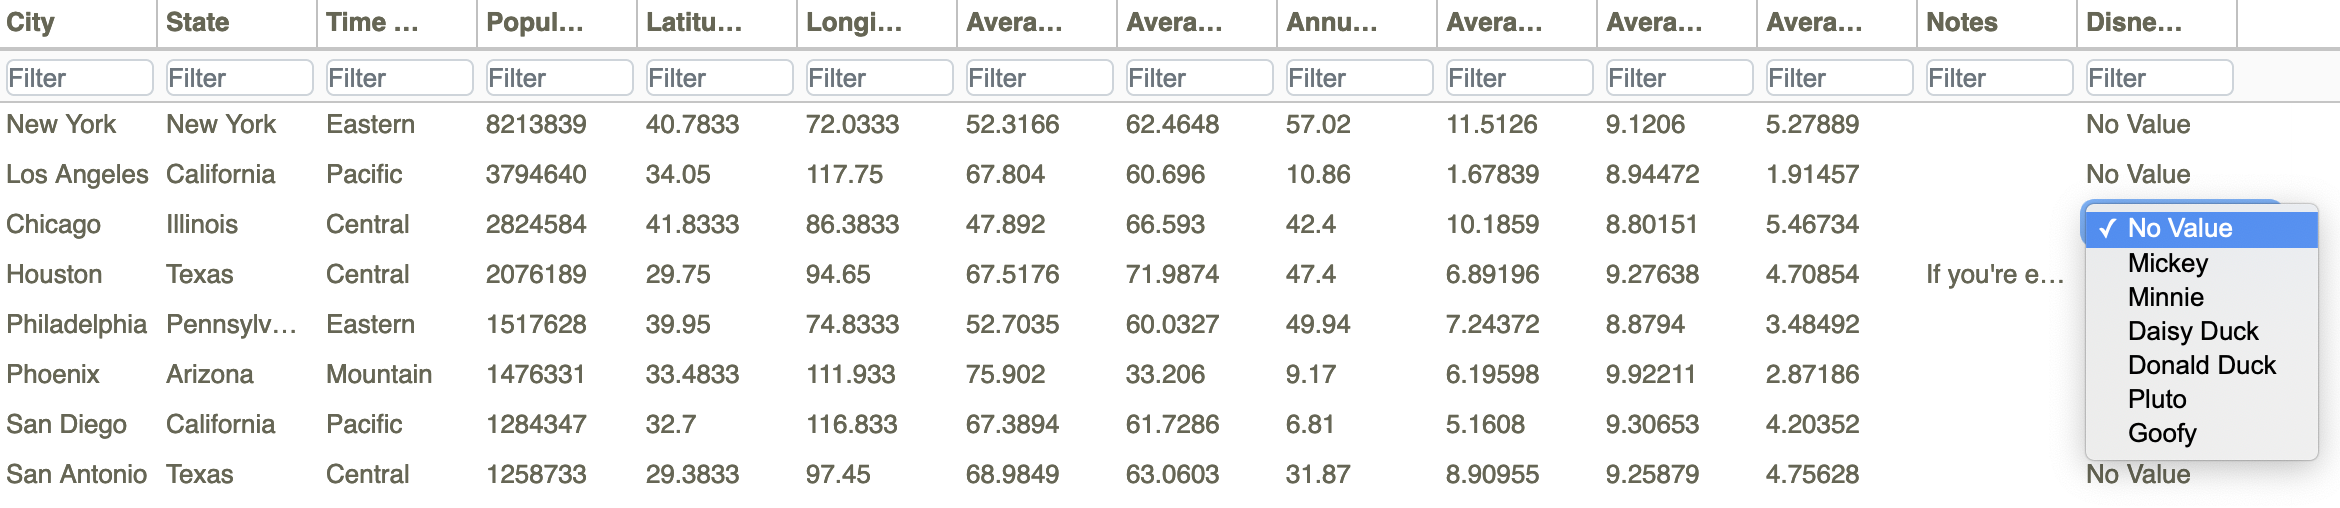 City State Time ... Popul... Latitu... Longi... Avera... Avera... Annu... Avera... Avera... Avera... Notes Disne...
Filter Filter Filter Filter Filter Filter Filter Filter Filter Filter Filter Filter Filter Filter
New York New York Eastern 8213839 40.7833 72.0333 52.3166 62.4648 57.02 11.5126 9.1206 5.27889 No Value
Los Angeles California Pacific 3794640 34.05 117.75 67.804 60.696 10.86 1.67839 8.94472 1.91457 No Value
Chicago Illinois Central 2824584 41.8333 86.3833 47.892 66.593 42.4 10.1859 8.80151 5.46734
Houston Texas Central 2076189 29.75 94.65 67.5176 71.9874 47.4 6.89196 9.27638 4.70854 If you're e...
Philadelphia Pennsylv... Eastern 1517628 39.95 74.8333 52.7035 60.0327 49.94 7.24372 8.8794 3.48492
Phoenix Arizona Mountain 1476331 33.4833 111.933 75.902 33.206 9.17 6.19598 9.92211 2.87186
San Diego California Pacific 1284347 32.7 116.833 67.3894 61.7286 6.81 5.1608 9.30653 4.20352
San Antonio Texas Central 1258733 29.3833 97.45 68.9849 63.0603 31.87 8.90955 9.25879 4.75628 No Value
✓ No Value
Mickey
Minnie
Daisy Duck
Donald Duck
Pluto
Goofy